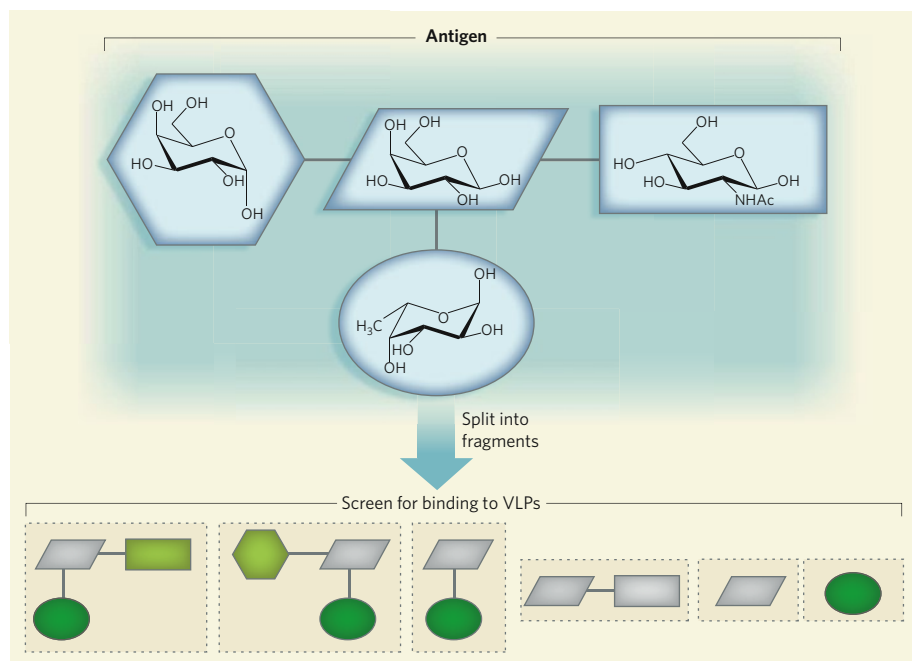 Antigen
OH OH
O
HO
OH
OH
OH OH
O
HO OH
OH
OH
HO O
HO OH
NHAc
OH
O
H3C OH
HO
OH
Split into
fragments
Screen for binding to VLPs